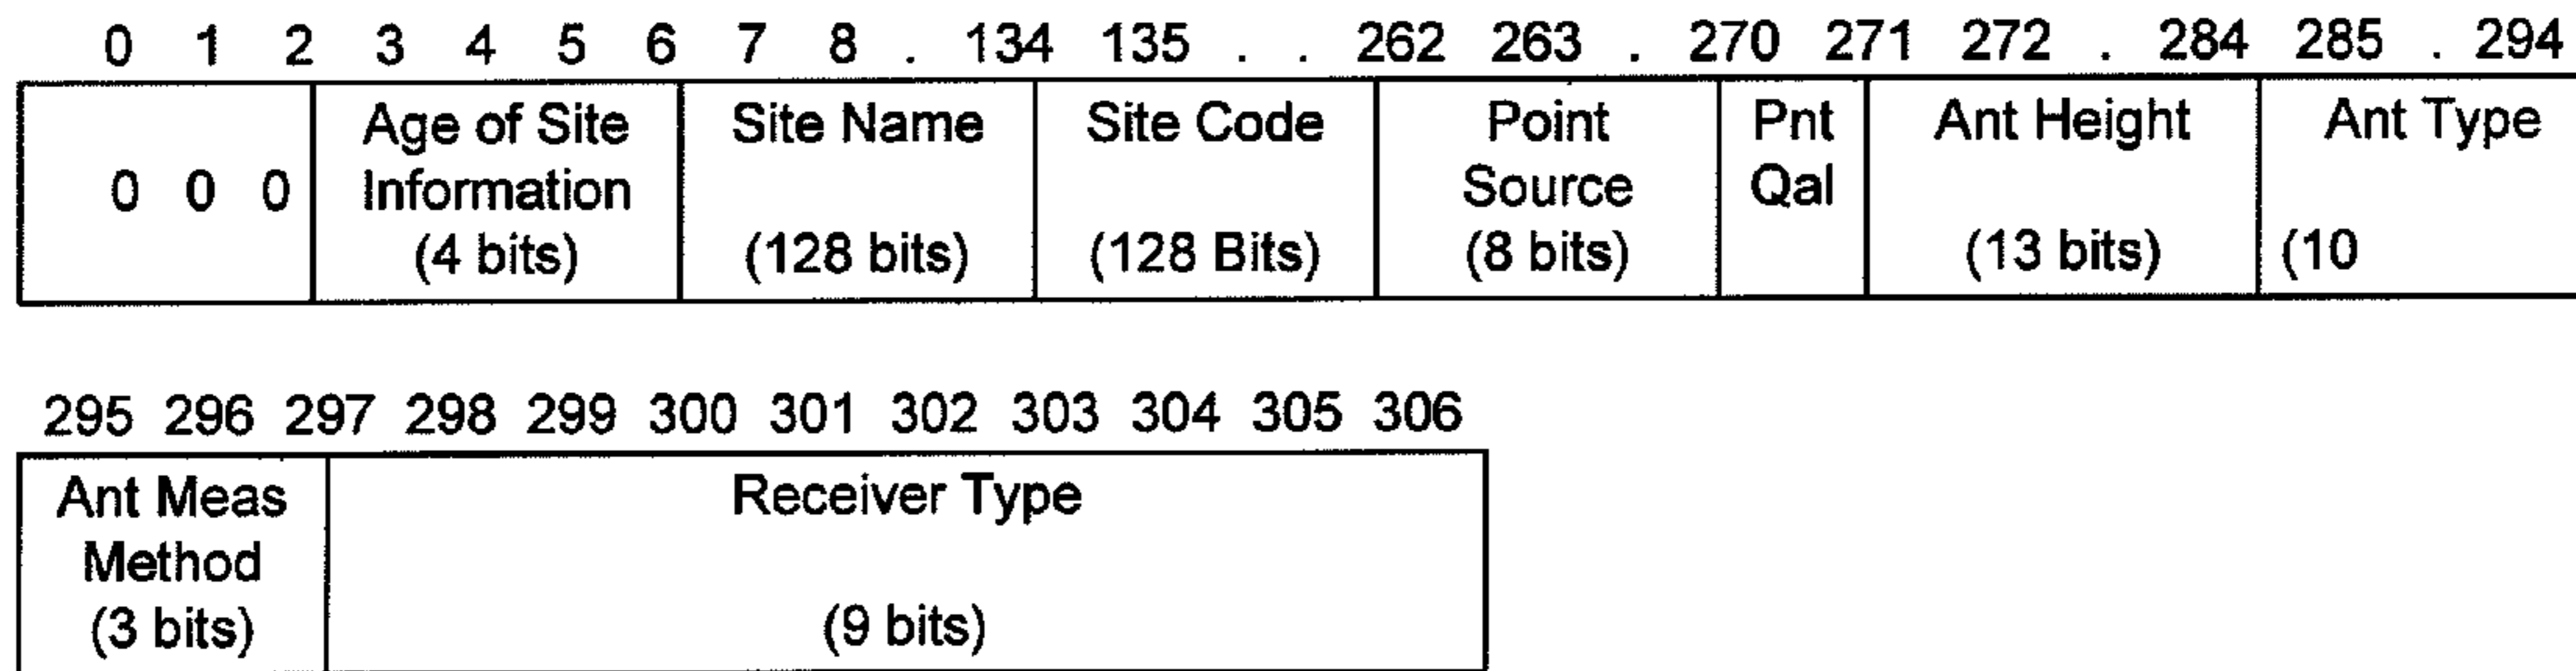 0 1 2 3 4 5 6 7 8 . 134 135 . . 262 263 . 270 271 272 . 284 285 . 294
0 0 0
Age of Site
Information
(4 bits)
Site Name
(128 bits)
Site Code
(128 Bits)
Point
Source
(8 bits)
Pnt
Qal
Ant Height
(13 bits)
Ant Type
(10
295 296 297 298 299 300 301 302 303 304 305 306
Ant Meas
Method
(3 bits)
Receiver Type
(9 bits)